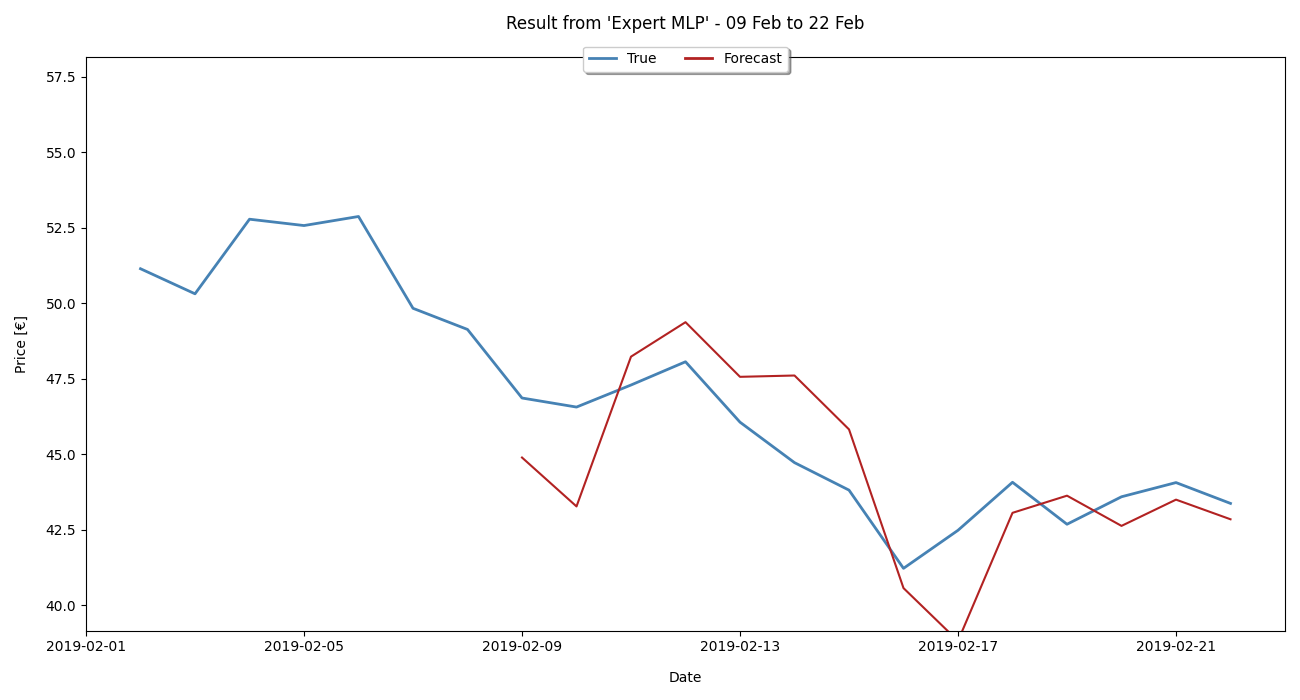 Result from 'Expert MLP' - 09 Feb to 22 Feb
True
Forecast
57.5
55.0
52.5
50.0
47.5
45.0
42.5
40.0
Price [€]
2019-02-01
2019-02-05
2019-02-09
2019-02-13
2019-02-17
2019-02-21
Date